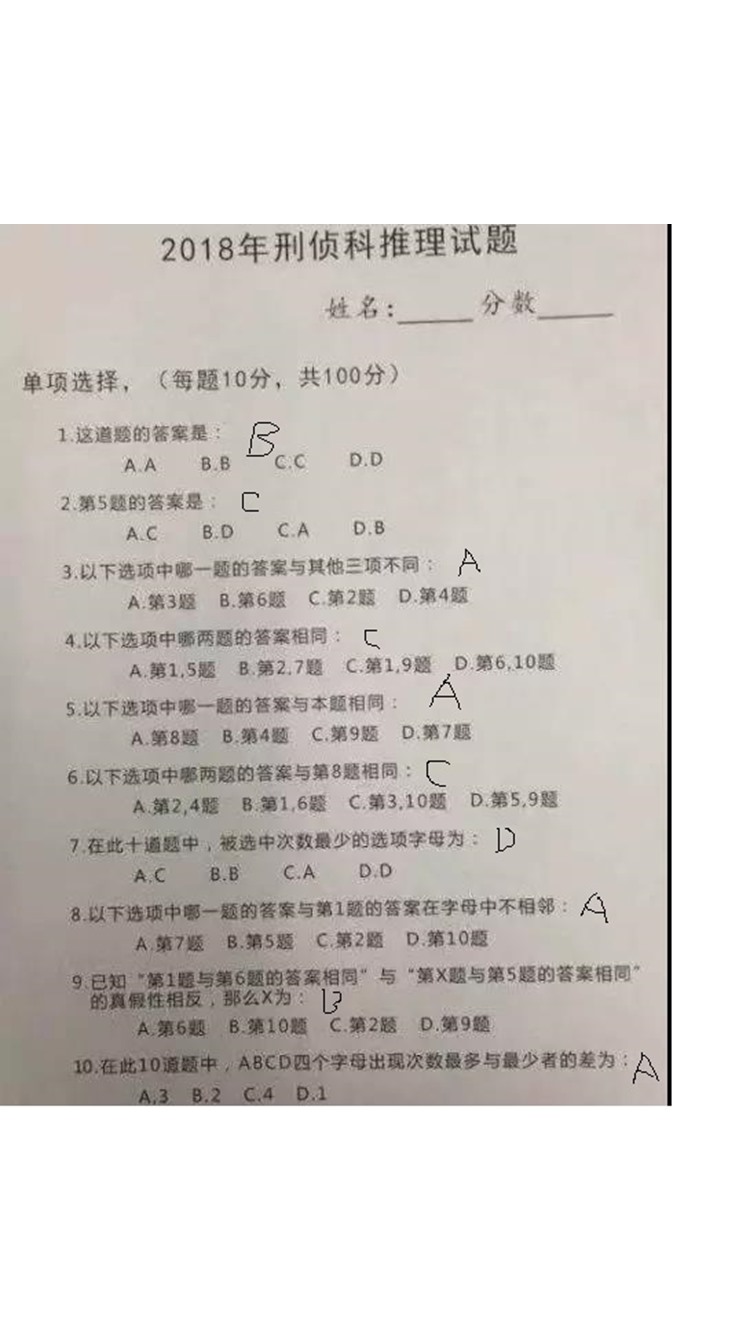 2018年刑侦科推理试题
姓名:_____ 分数_____
单项选择，（每题10分，共100分）
1.这道题的答案是： B
A.A B.B C.C D.D
2.第5题的答案是： C
A.C B.D C.A D.B
3.以下选项中哪一题的答案与其他三项不同： A
A.第3题 B.第6题 C.第2题 D.第4题
4.以下选项中哪两题的答案相同： C
A.第1,5题 B.第2,7题 C.第1,9题 D.第6,10题
5.以下选项中哪一题的答案与本题相同： A
A.第8题 B.第4题 C.第9题 D.第7题
6.以下选项中哪两题的答案与第8题相同： C
A.第2,4题 B.第1,6题 C.第3,10题 D.第5,9题
7.在此十道题中，被选中次数最少的选项字母为： D
A.C B.B C.A D.D
8.以下选项中哪一题的答案与第1题的答案在字母中不相邻： A
A.第7题 B.第5题 C.第2题 D.第10题
9.已知“第1题与第6题的答案相同”与“第X题与第5题的答案相同”
的真假性相反，那么X为： B
A.第6题 B.第10题 C.第2题 D.第9题
10.在此10道题中，ABCD四个字母出现次数最多与最少者的差为： A
A.3 B.2 C.4 D.1